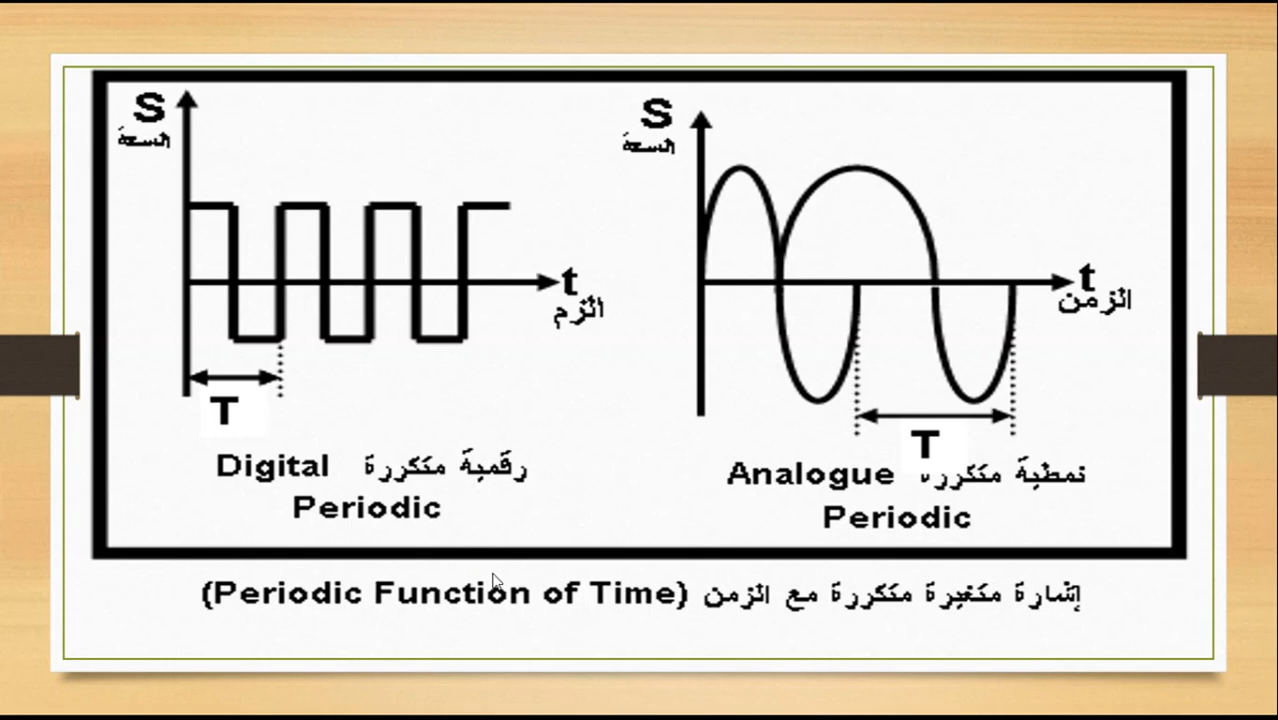 S
السعة
t
الزم
T
Digital رقمية متكررة
Periodic
S
السعة
t
الزمن
T
Analogue نمطية متكررة
Periodic
إشارة متغيرة متكررة مع الزمن (Periodic Function of Time)